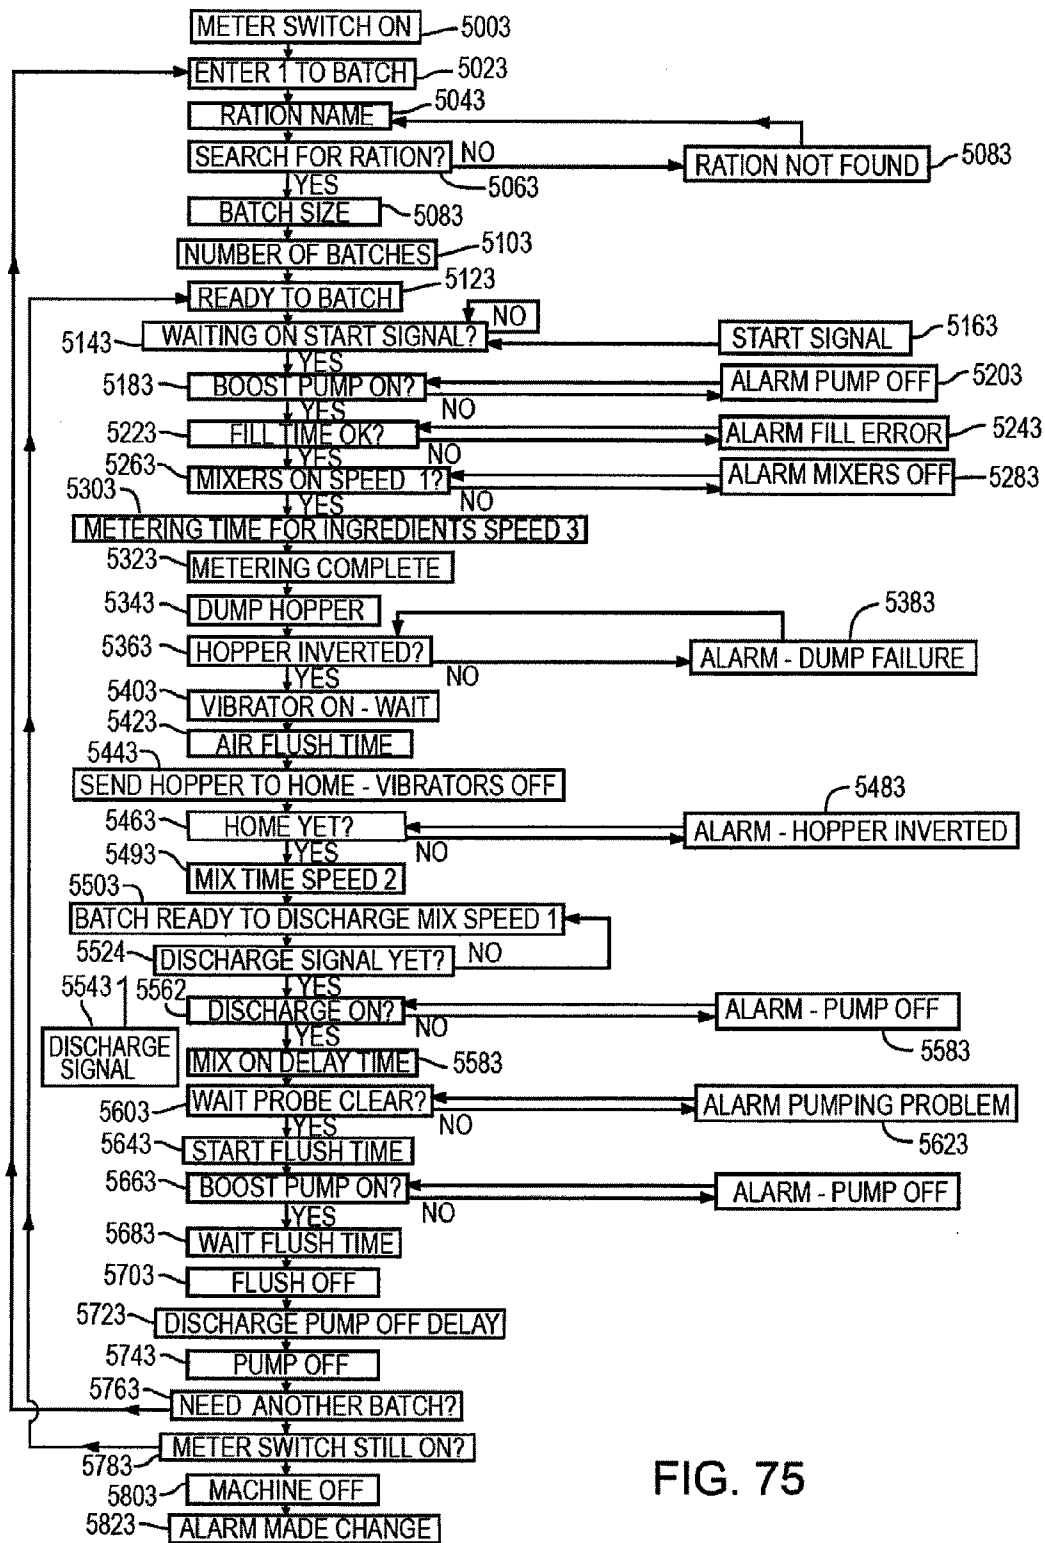 METER SWITCH ON 5003
ENTER 1 TO BATCH 5023
RATION NAME 5043
SEARCH FOR RATION? NO 5063 RATION NOT FOUND 5083
YES
BATCH SIZE 5083
NUMBER OF BATCHES 5103
READY TO BATCH 5123
NO
5143 WAITING ON START SIGNAL? START SIGNAL 5163
YES
5183 BOOST PUMP ON? NO ALARM PUMP OFF 5203
YES
5223 FILL TIME OK? NO ALARM FILL ERROR 5243
YES
5263 MIXERS ON SPEED 1? NO ALARM MIXERS OFF 5283
YES
5303 METERING TIME FOR INGREDIENTS SPEED 3
5323 METERING COMPLETE
5343 DUMP HOPPER
5363 HOPPER INVERTED? NO ALARM - DUMP FAILURE 5383
YES
5403 VIBRATOR ON - WAIT
5423 AIR FLUSH TIME
5443 SEND HOPPER TO HOME - VIBRATORS OFF
5463 HOME YET? NO ALARM - HOPPER INVERTED 5483
YES
5493 MIX TIME SPEED 2
5503 BATCH READY TO DISCHARGE MIX SPEED 1
5524 DISCHARGE SIGNAL YET? NO
YES
5543 DISCHARGE
SIGNAL
5562 DISCHARGE ON? NO ALARM - PUMP OFF 5583
YES
MIX ON DELAY TIME 5583
5603 WAIT PROBE CLEAR? NO ALARM PUMPING PROBLEM 5623
YES
5643 START FLUSH TIME
5663 BOOST PUMP ON? NO ALARM - PUMP OFF
YES
5683 WAIT FLUSH TIME
5703 FLUSH OFF
5723 DISCHARGE PUMP OFF DELAY
5743 PUMP OFF
5763 NEED ANOTHER BATCH?
5783 METER SWITCH STILL ON?
5803 MACHINE OFF
5823 ALARM MADE CHANGE
FIG. 75